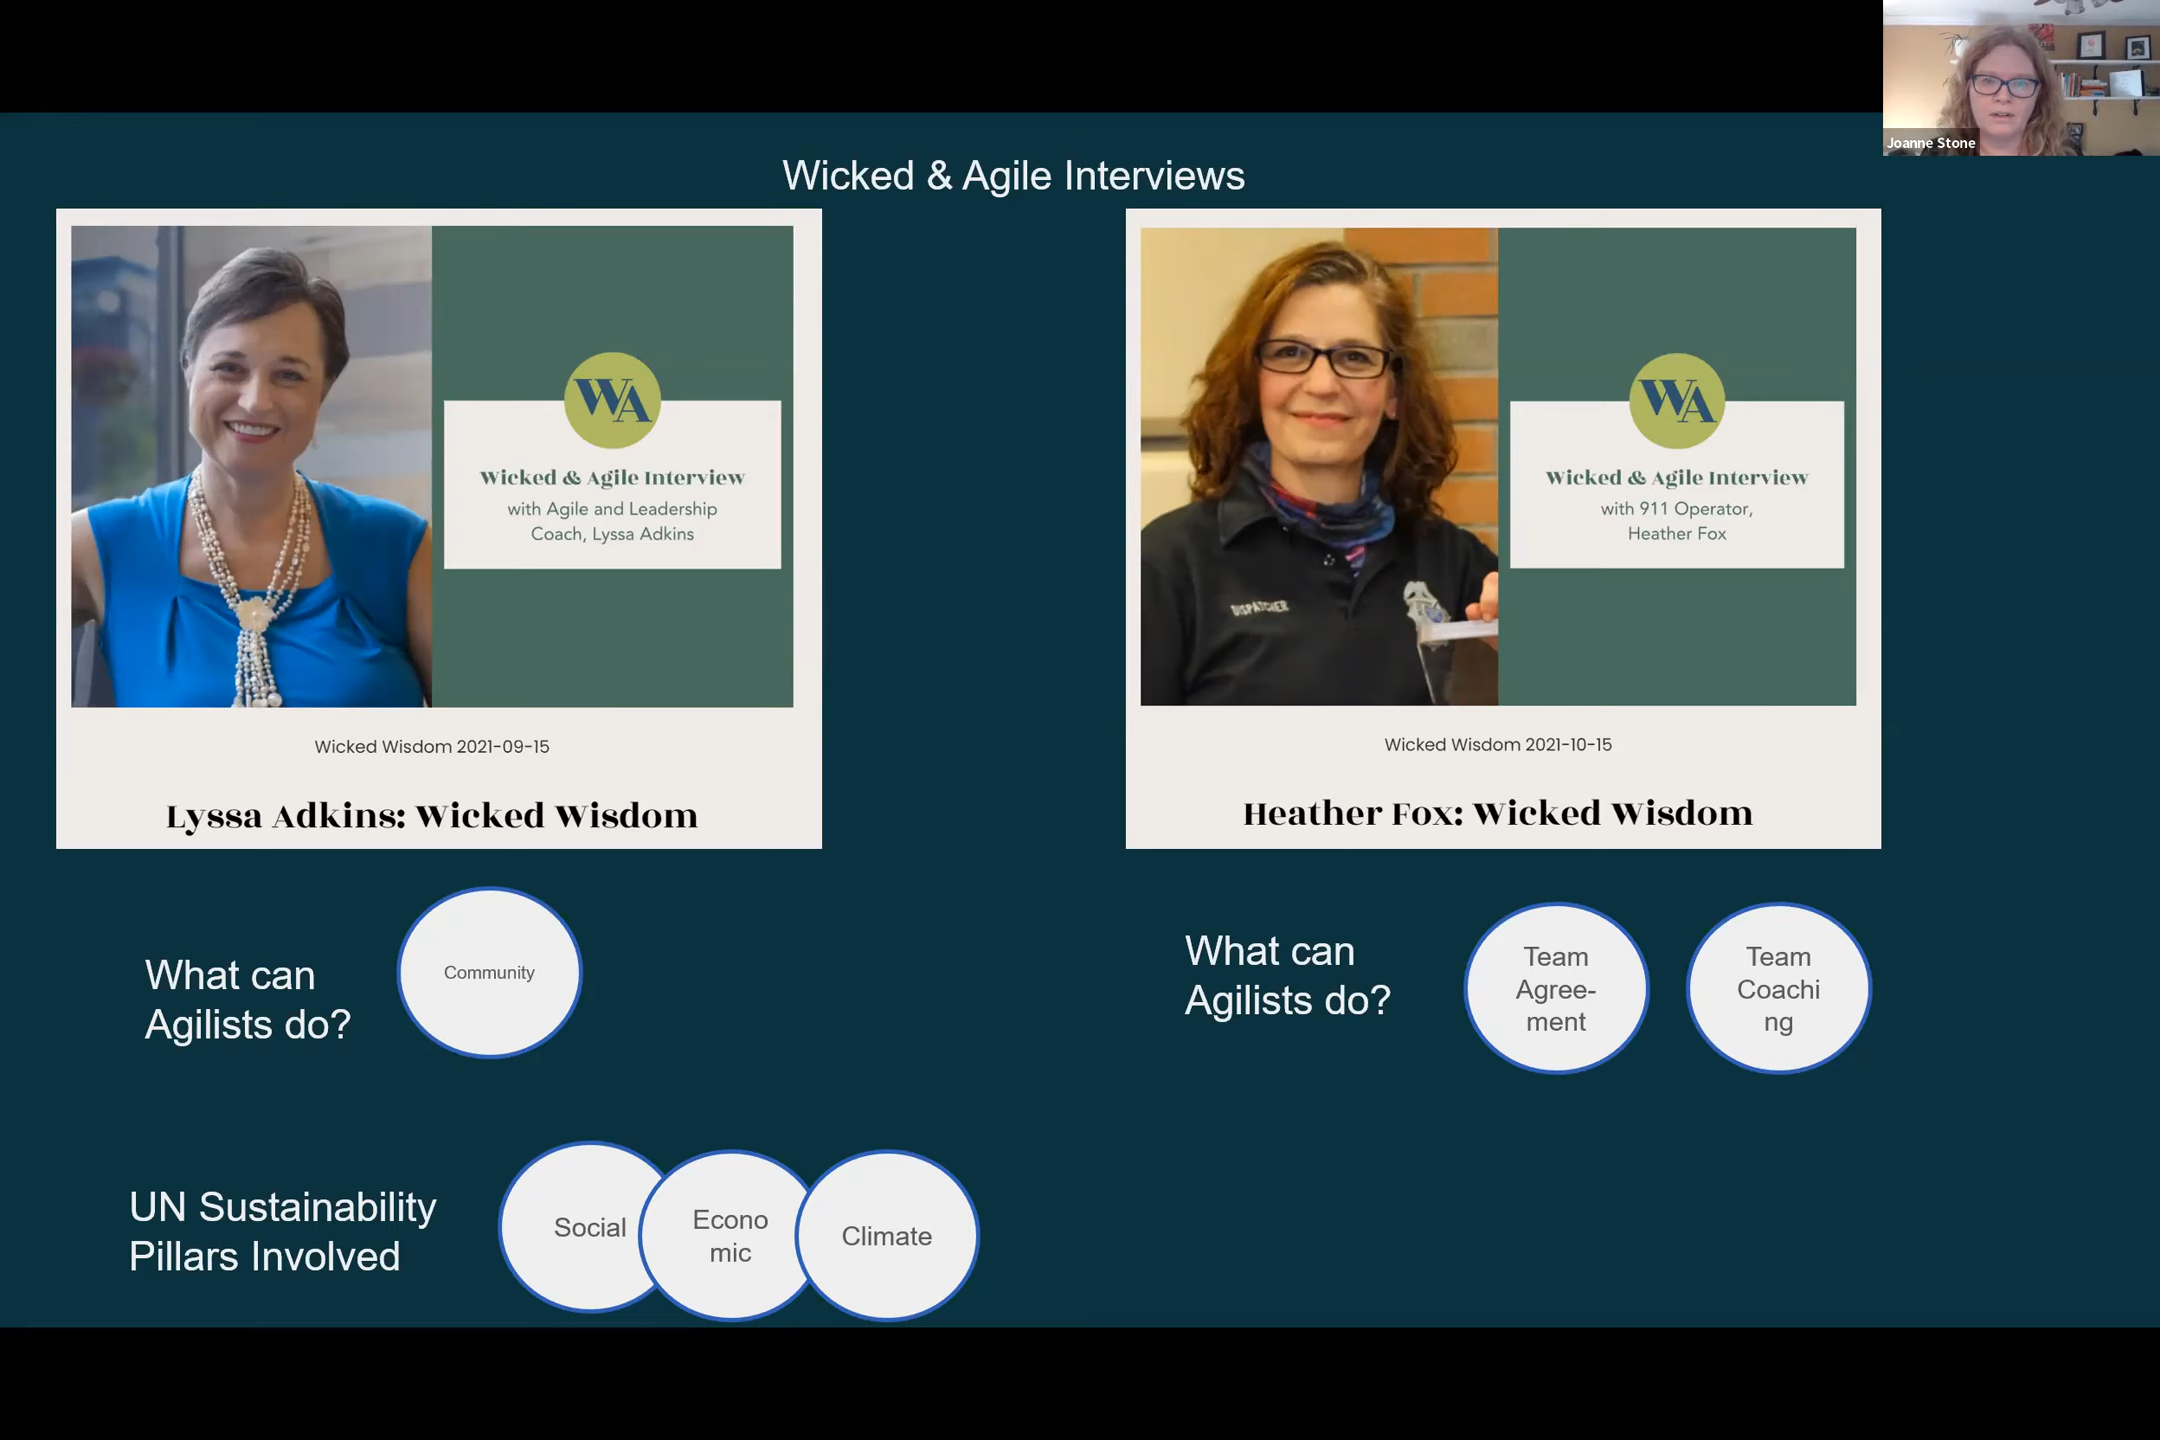 Joanne Stone
Wicked & Agile Interviews
WA
Wicked & Agile Interview
with Agile and Leadership
Coach, Lyssa Adkins
Wicked Wisdom 2021-09-15
Lyssa Adkins: Wicked Wisdom
DISPATCHER
WA
Wicked & Agile Interview
with 911 Operator,
Heather Fox
Wicked Wisdom 2021-10-15
Heather Fox: Wicked Wisdom
What can
Agilists do?
Community
What can
Agilists do?
Team
Agree-
ment
Team
Coachi
ng
UN Sustainability
Pillars Involved
Social
Econo
mic
Climate